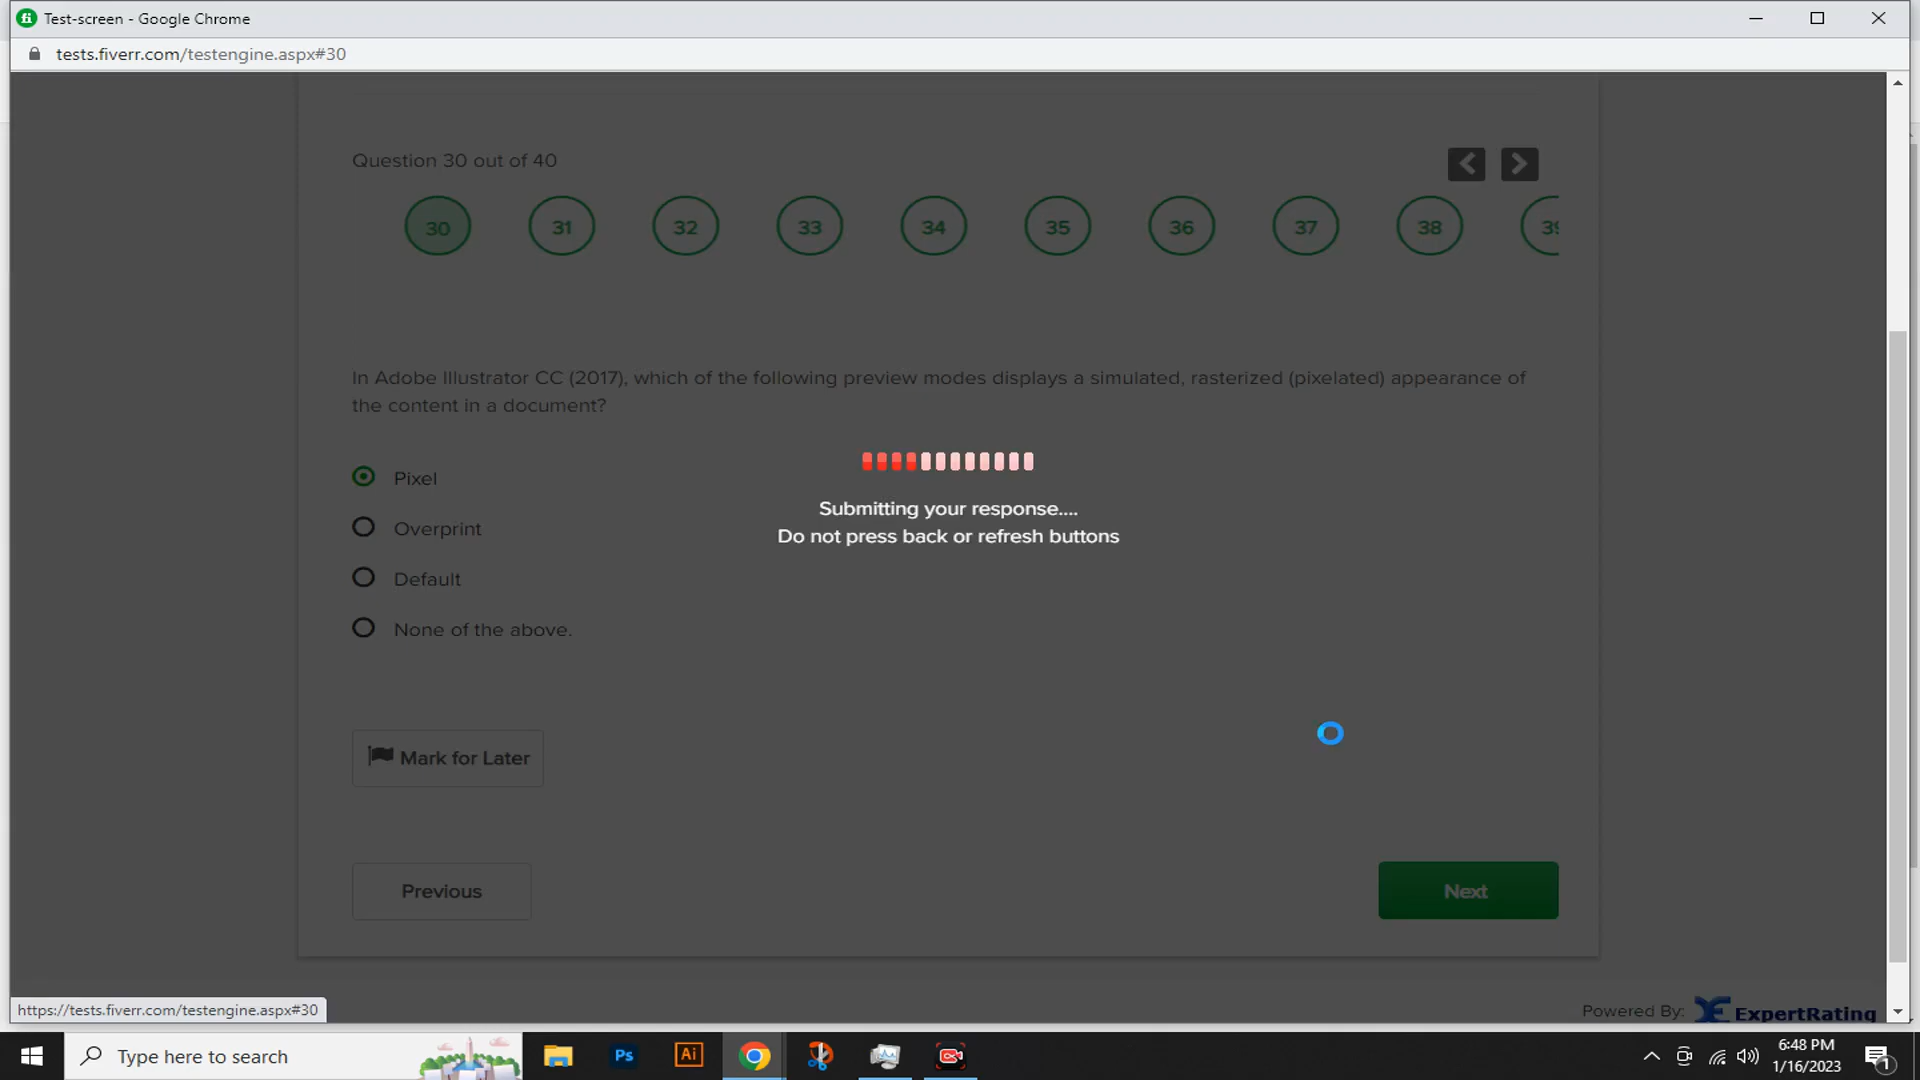 fi Test-screen - Google Chrome
tests.fiverr.com/testengine.aspx#30
Question 30 out of 40
30 31 32 33 34 35 36 37 38 39
In Adobe Illustrator CC (2017), which of the following preview modes displays a simulated, rasterized (pixelated) appearance of
the content in a document?
Pixel
Submitting your response....
Overprint
Do not press back or refresh buttons
Default
None of the above.
Mark for Later
Previous
Next
https://tests.fiverr.com/testengine.aspx#30
Powered By: ExpertRating
Type here to search
Ps
Ai
6:48 PM
1/16/2023
1